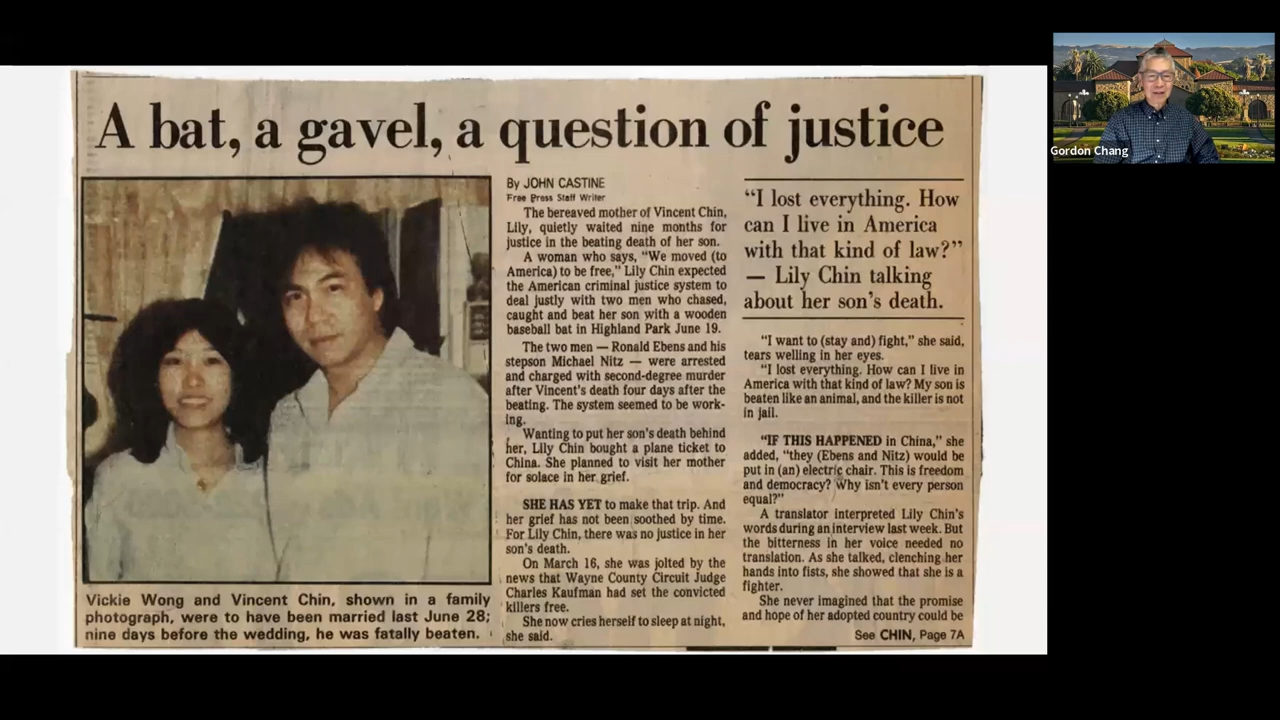 A bat, a gavel, a question of justice
Vickie Wong and Vincent Chin, shown in a family
photograph, were to have been married last June 28;
nine days before the wedding, he was fatally beaten.
By JOHN CASTINE
Free Press Staff Writer
The bereaved mother of Vincent Chin,
Lily, quietly waited nine months for
justice in the beating death of her son.
A woman who says, “We moved (to
America) to be free,” Lily Chin expected
the American criminal justice system to
deal justly with two men who chased,
caught and beat her son with a wooden
baseball bat in Highland Park June 19.
The two men — Ronald Ebens and his
stepson Michael Nitz — were arrested
and charged with second-degree murder
after Vincent's death four days after the
beating. The system seemed to be work-
ing.
Wanting to put her son's death behind
her, Lily Chin bought a plane ticket to
China. She planned to visit her mother
for solace in her grief.
SHE HAS YET to make that trip. And
her grief has not been soothed by time.
For Lily Chin, there was no justice in her
son's death.
On March 16, she was jolted by the
news that Wayne County Circuit Judge
Charles Kaufman had set the convicted
killers free.
She now cries herself to sleep at night,
she said.
“I lost everything. How
can I live in America
with that kind of law?”
— Lily Chin talking
about her son's death.
“I want to (stay and) fight,” she said,
tears welling in her eyes.
“I lost everything. How can I live in
America with that kind of law? My son is
beaten like an animal, and the killer is not
in jail.
“IF THIS HAPPENED in China,” she
added, “they (Ebens and Nitz) would be
put in (an) electric chair. This is freedom
and democracy? Why isn't every person
equal?”
A translator interpreted Lily Chin's
words during an interview last week. But
the bitterness in her voice needed no
translation. As she talked, clenching her
hands into fists, she showed that she is a
fighter.
She never imagined that the promise
and hope of her adopted country could be
See CHIN, Page 7A
Gordon Chang